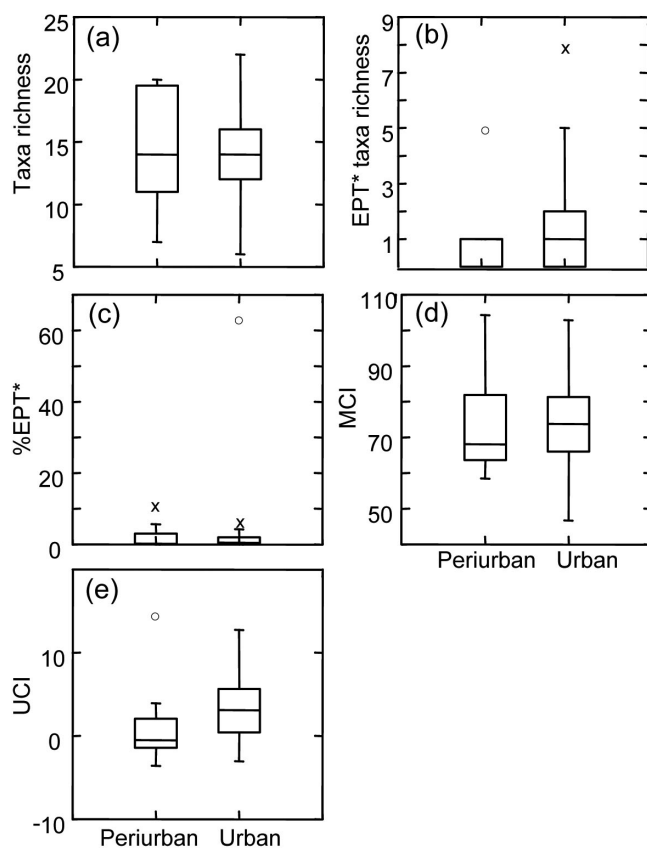 (a)
Taxa richness
25
20
15
10
5
(b)
EPT* taxa richness
9
7
5
3
1
x
(c)
%EPT*
60
40
20
0
x
x
(d)
MCI
110
90
70
50
Periurban Urban
(e)
UCI
10
0
-10
Periurban Urban